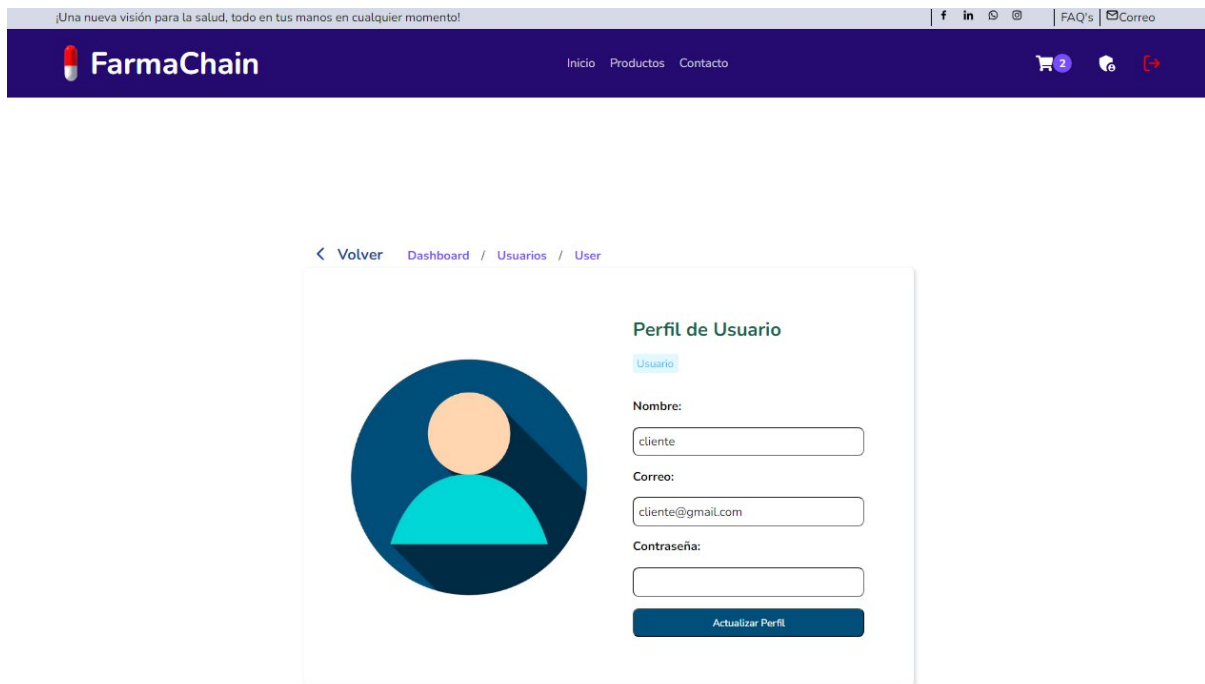 ¡Una nueva visión para la salud, todo en tus manos en cualquier momento!
FAQ's
Correo
FarmaChain
Inicio Productos Contacto
2
Volver Dashboard / Usuarios / User
Perfil de Usuario
Usuario
Nombre:
cliente
Correo:
cliente@gmail.com
Contraseña:
Actualizar Perfil